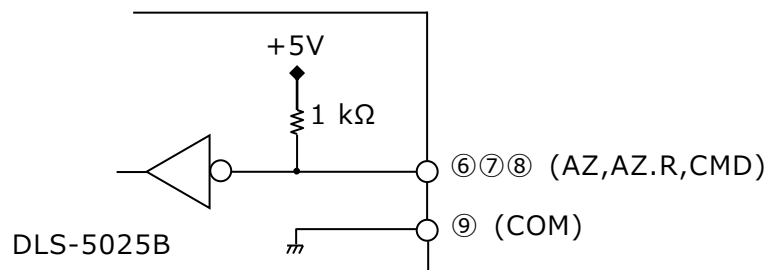 +5V
1 kΩ
⑥⑦⑧ (AZ,AZ.R,CMD)
⑨ (COM)
DLS-5025B